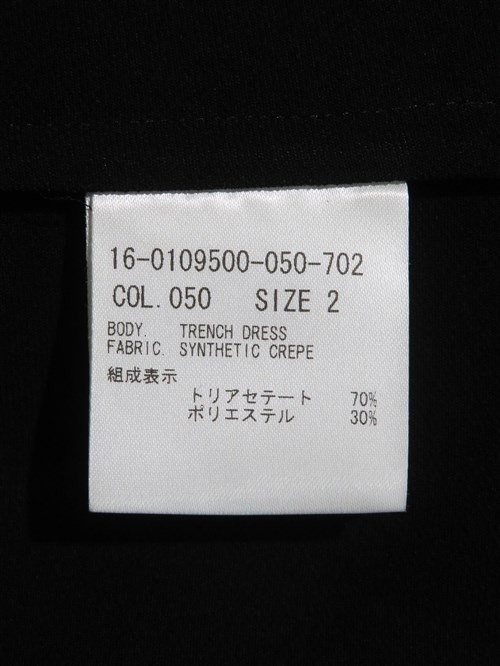 16-0109500-050-702
COL.050 SIZE 2
BODY. TRENCH DRESS
FABRIC. SYNTHETIC CREPE
組成表示
トリアセテート 70%
ポリエステル 30%